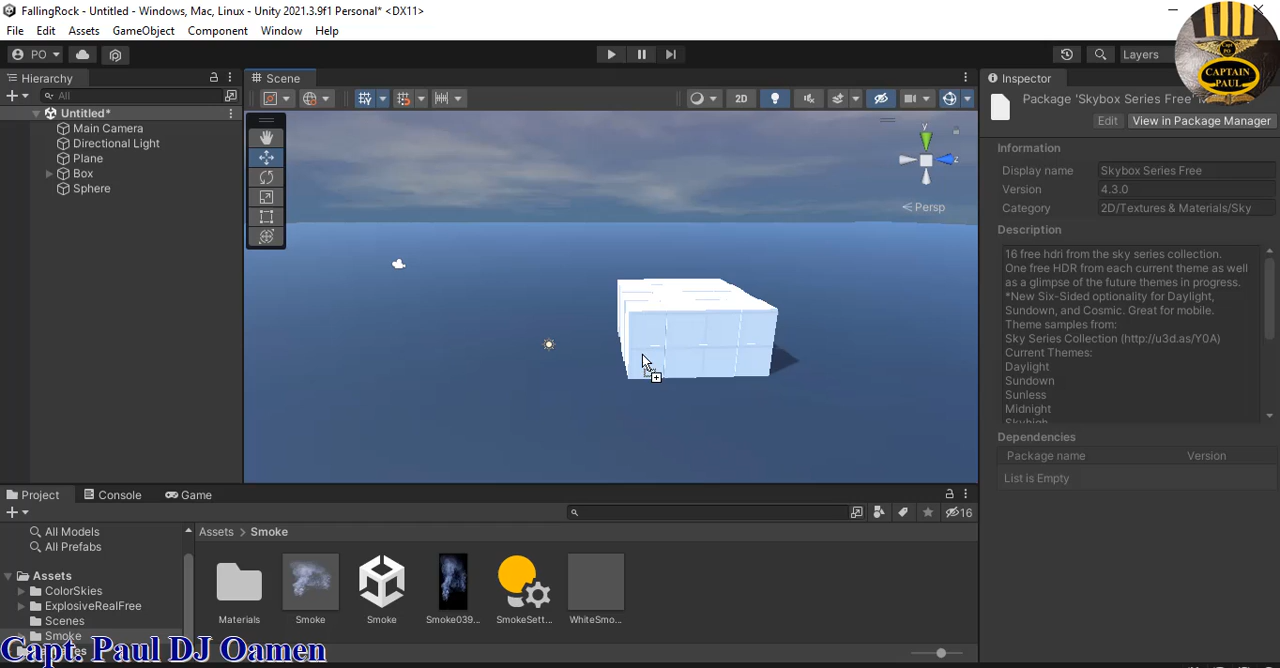 FallingRock - Untitled - Windows, Mac, Linux - Unity 2021.3.9f1 Personal* <DX11>
File Edit Assets GameObject Component Window Help
PO Layers
Capt PO
CAPTAIN PAUL
Hierarchy Scene Inspector
All 2D
Package 'Skybox Series Free'
Edit View in Package Manager
Untitled*
Main Camera
Directional Light
Plane
Box
Sphere
y
z
Persp
Information
Display name Skybox Series Free
Version 4.3.0
Category 2D/Textures & Materials/Sky
Description
16 free hdri from the sky series collection.
One free HDR from each current theme as well
as a glimpse of the future themes in progress.
*New Six-Sided optionality for Daylight,
Sundown, and Cosmic. Great for mobile.
Theme samples from:
Sky Series Collection (http://u3d.as/Y0A)
Current Themes:
Daylight
Sundown
Sunless
Midnight
Skyhigh
Dependencies
Package name Version
List is Empty
Project Console Game
16
All Models
All Prefabs
Assets > Smoke
Assets
ColorSkies
ExplosiveRealFree
Scenes
Smoke
Materials Smoke Smoke Smoke039... SmokeSett... WhiteSmo...
Capt. Paul DJ Oamen